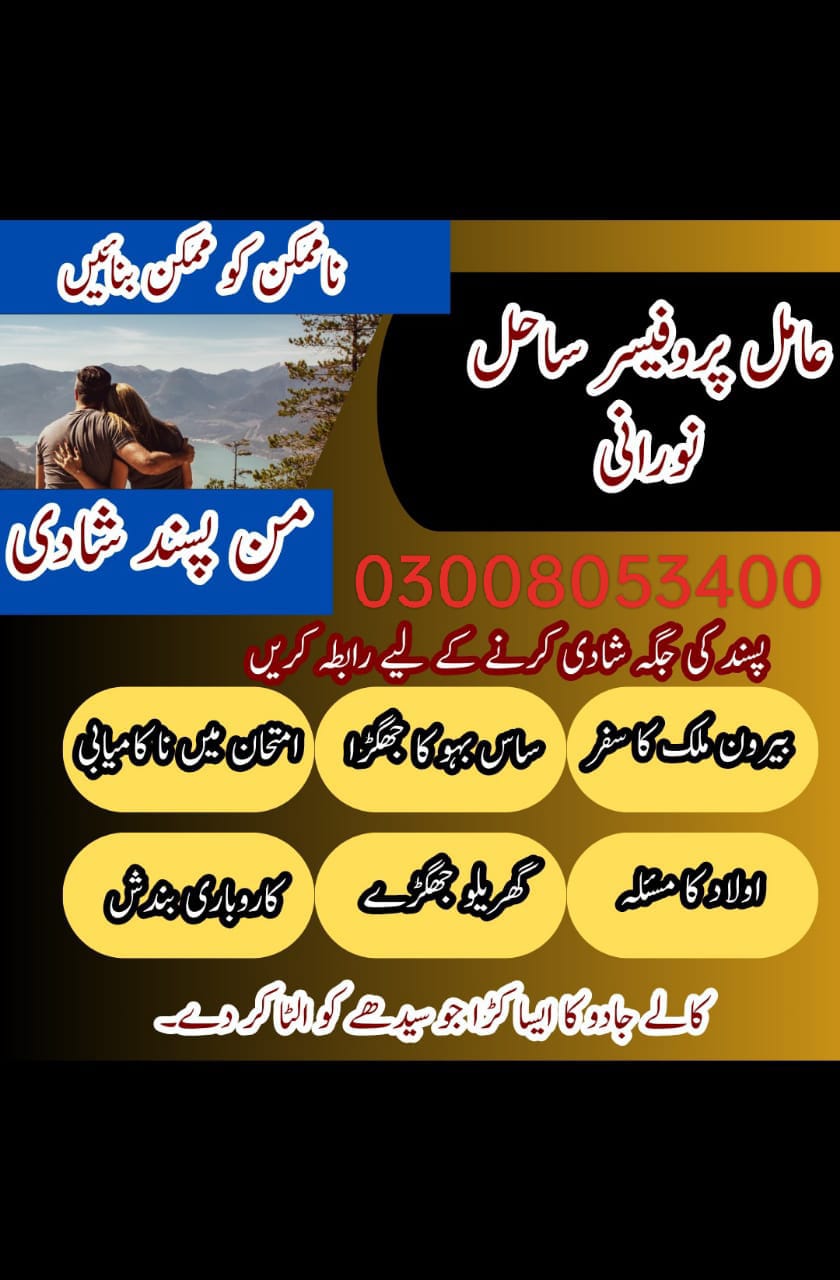 ناممکن کو ممکن بنائیں
عامل پروفیسر ساحل
نورانی
من پسند شادی
03008053400
پسند کی جگہ شادی کرنے کے لیے رابطہ کریں
بیرون ملک کا سفر
ساس بہو کا جھگڑا
امتحان میں ناکامیابی
اولاد کا مسئلہ
گھریلو جھگڑے
کاروباری بندش
کالے جادو کا ایسا کڑا جو سیدھے کو الٹا کر دے۔